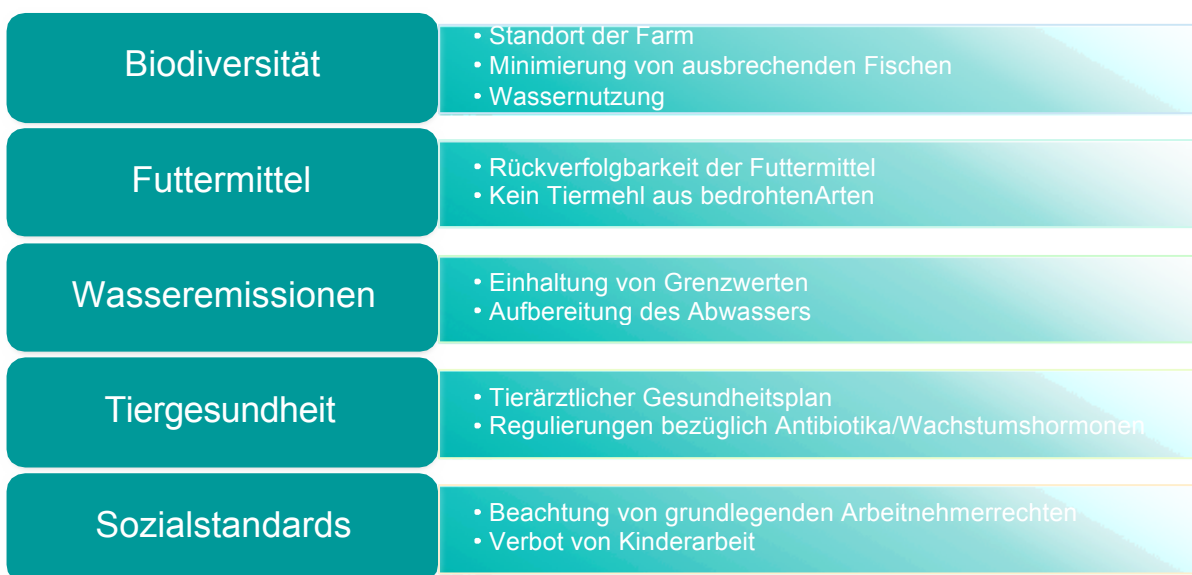 Biodiversität
• Standort der Farm
• Minimierung von ausbrechenden Fischen
• Wassernutzung
Futtermittel
• Rückverfolgbarkeit der Futtermittel
• Kein Tiermehl aus bedrohtenArten
Wasseremissionen
• Einhaltung von Grenzwerten
• Aufbereitung des Abwassers
Tiergesundheit
• Tierärztlicher Gesundheitsplan
• Regulierungen bezüglich Antibiotika/Wachstumshormonen
Sozialstandards
• Beachtung von grundlegenden Arbeitnehmerrechten
• Verbot von Kinderarbeit